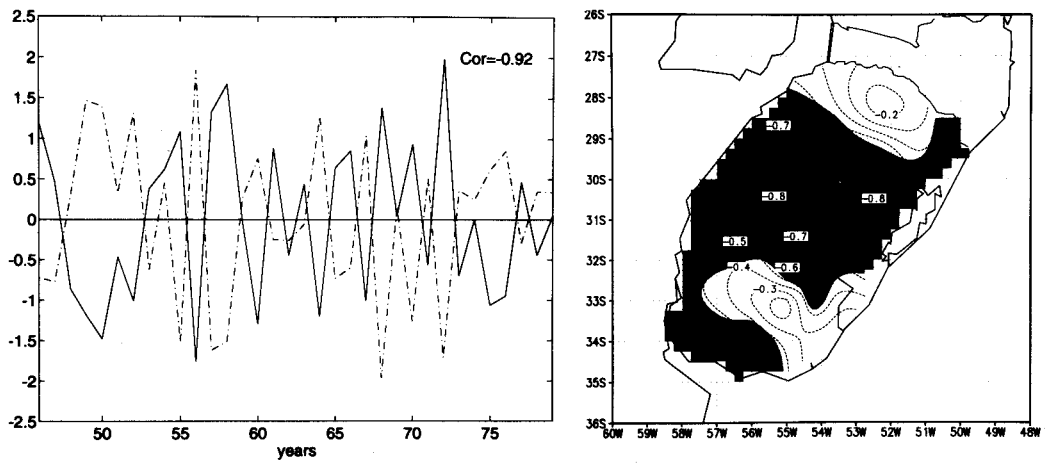 2.5
2
1.5
1
0.5
0
-0.5
-1
-1.5
-2
-2.5
Cor=-0.92
50
55
60
65
70
75
years
26S
27S
28S
29S
30S
31S
32S
33S
34S
35S
36S
-0.2
-0.7
-0.8
-0.8
-0.7
-0.5
-0.4
-0.6
-0.3
60W
59W
58W
57W
56W
55W
54W
53W
52W
51W
50W
49W
48W